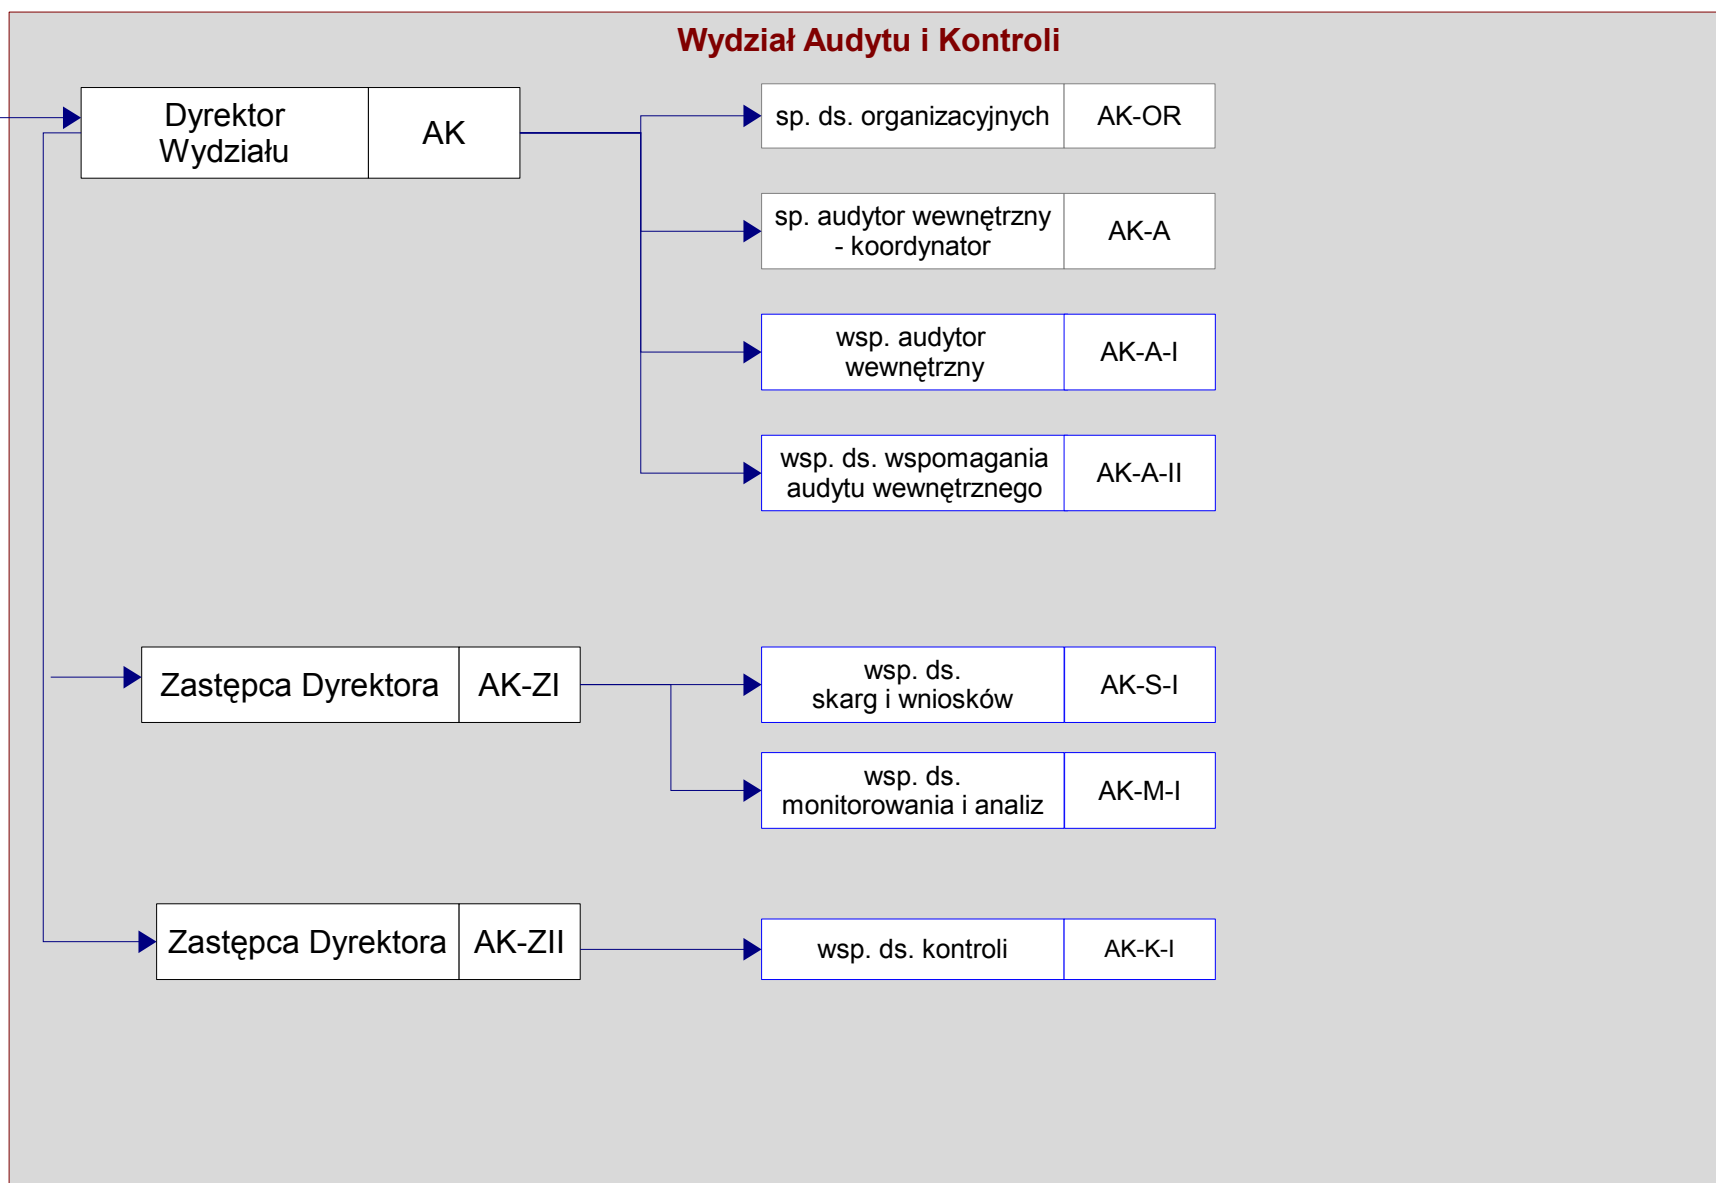 Wydział Audytu i Kontroli
Dyrektor
Wydziału
AK
sp. ds. organizacyjnych
AK-OR
sp. audytor wewnętrzny
- koordynator
AK-A
wsp. audytor
wewnętrzny
AK-A-I
wsp. ds. wspomagania
audytu wewnętrznego
AK-A-II
Zastępca Dyrektora
AK-ZI
wsp. ds.
skarg i wniosków
AK-S-I
wsp. ds.
monitorowania i analiz
AK-M-I
Zastępca Dyrektora
AK-ZII
wsp. ds. kontroli
AK-K-I